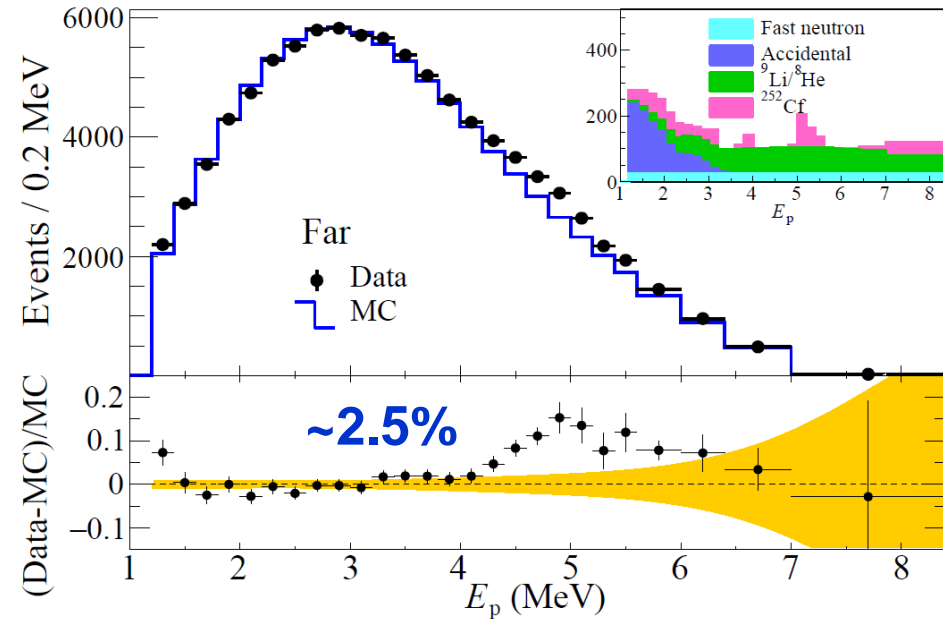 Events / 0.2 MeV
6000
4000
2000
Far
Data
MC
Fast neutron
Accidental
⁹Li/⁸He
²⁵²Cf
500
250
0
1 2 3 4 5 6 7 8
Eₚ
(Data-MC)/MC
0.2
0.1
0
−0.1
~2.5%
1 2 3 4 5 6 7 8
Eₚ (MeV)